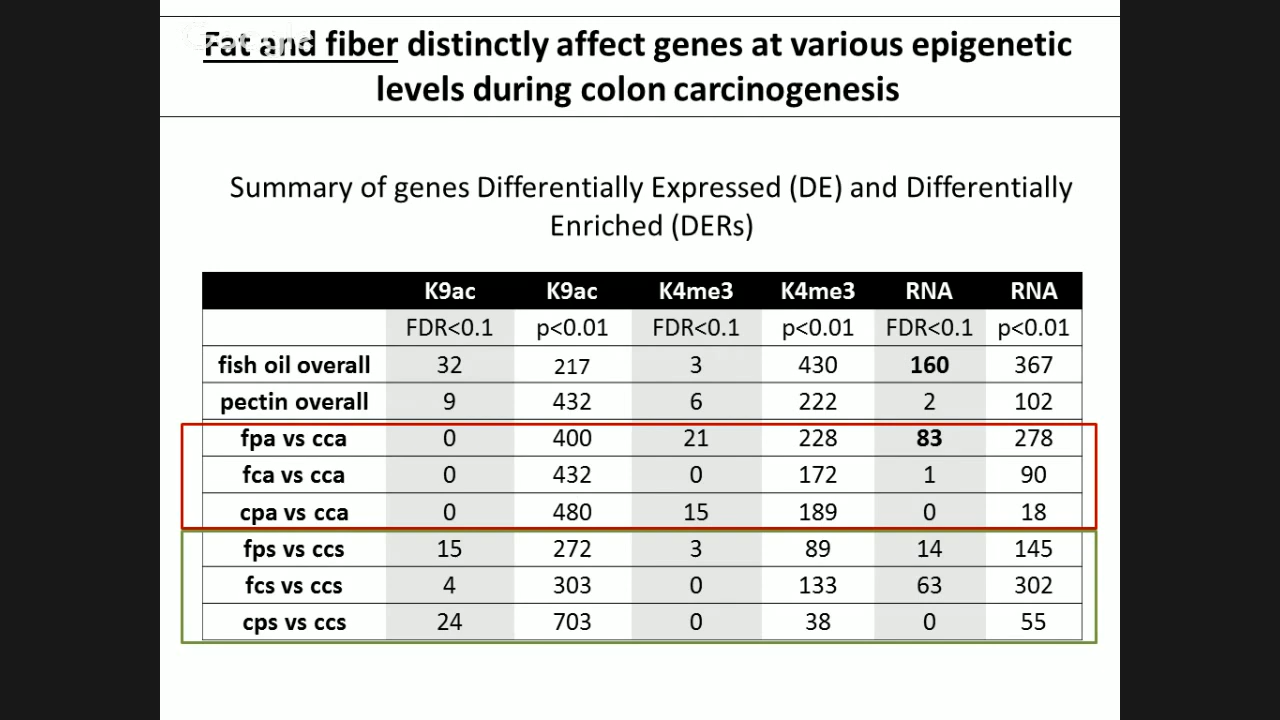 Google
Fat and fiber distinctly affect genes at various epigenetic
levels during colon carcinogenesis
Summary of genes Differentially Expressed (DE) and Differentially
Enriched (DERs)
K9ac K9ac K4me3 K4me3 RNA RNA
FDR<0.1 p<0.01 FDR<0.1 p<0.01 FDR<0.1 p<0.01
fish oil overall 32 217 3 430 160 367
pectin overall 9 432 6 222 2 102
fpa vs cca 0 400 21 228 83 278
fca vs cca 0 432 0 172 1 90
cpa vs cca 0 480 15 189 0 18
fps vs ccs 15 272 3 89 14 145
fcs vs ccs 4 303 0 133 63 302
cps vs ccs 24 703 0 38 0 55